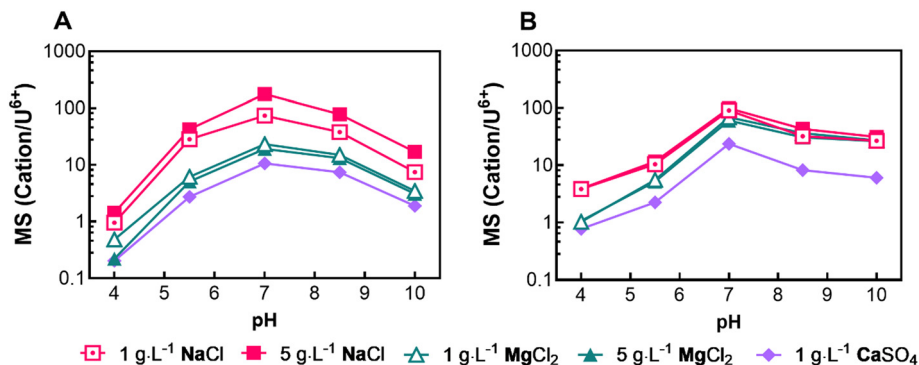 A
B
1000
100
10
1
0.1
MS (Cation/U⁶⁺)
4 5 6 7 8 9 10
pH
1000
100
10
1
0.1
MS (Cation/U⁶⁺)
4 5 6 7 8 9 10
pH
1 g·L⁻¹ NaCl 5 g·L⁻¹ NaCl 1 g·L⁻¹ MgCl₂ 5 g·L⁻¹ MgCl₂ 1 g·L⁻¹ CaSO₄